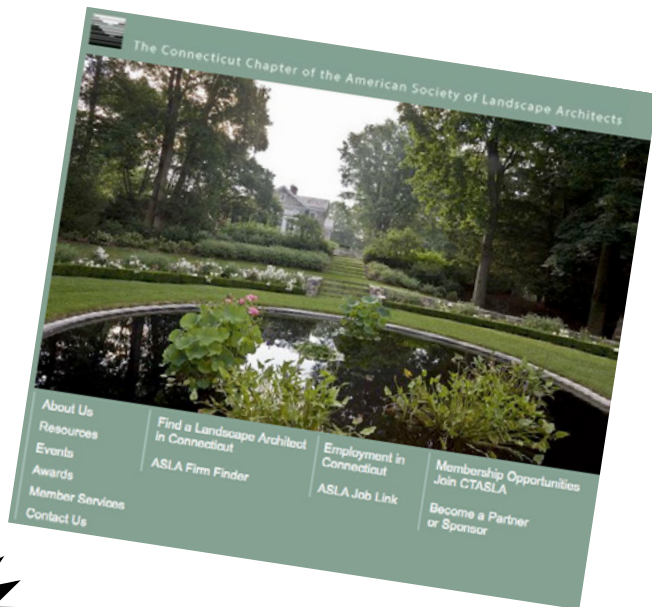 The Connecticut Chapter of the American Society of Landscape Architects
About Us
Resources
Events
Awards
Member Services
Contact Us
Find a Landscape Architect
in Connecticut
ASLA Firm Finder
Employment in
Connecticut
ASLA Job Link
Membership Opportunities
Join CTASLA
Become a Partner
or Sponsor